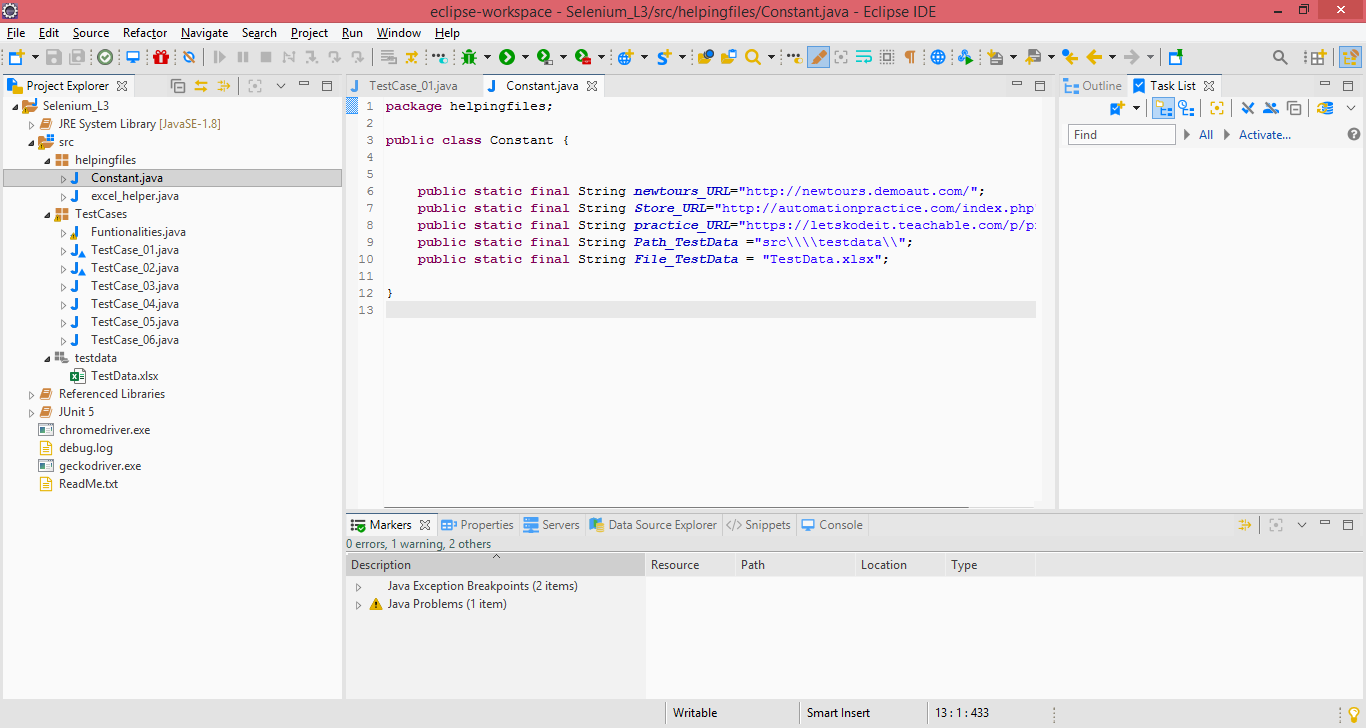 eclipse-workspace - Selenium_L3/src/helpingfiles/Constant.java - Eclipse IDE
File Edit Source Refactor Navigate Search Project Run Window Help
Project Explorer
Selenium_L3
JRE System Library [JavaSE-1.8]
src
helpingfiles
Constant.java
excel_helper.java
TestCases
Funtionalities.java
TestCase_01.java
TestCase_02.java
TestCase_03.java
TestCase_04.java
TestCase_05.java
TestCase_06.java
testdata
TestData.xlsx
Referenced Libraries
JUnit 5
chromedriver.exe
debug.log
geckodriver.exe
ReadMe.txt
TestCase_01.java Constant.java
1 package helpingfiles;
2
3 public class Constant {
4
5
6 public static final String newtours_URL="http://newtours.demoaut.com/";
7 public static final String Store_URL="http://automationpractice.com/index.php
8 public static final String practice_URL="https://letskodeit.teachable.com/p/p
9 public static final String Path_TestData ="src\\\\testdata\\";
10 public static final String File_TestData = "TestData.xlsx";
11
12 }
13
Outline Task List
Find All Activate...
Markers Properties Servers Data Source Explorer Snippets Console
0 errors, 1 warning, 2 others
Description Resource Path Location Type
Java Exception Breakpoints (2 items)
Java Problems (1 item)
Writable Smart Insert 13 : 1 : 433